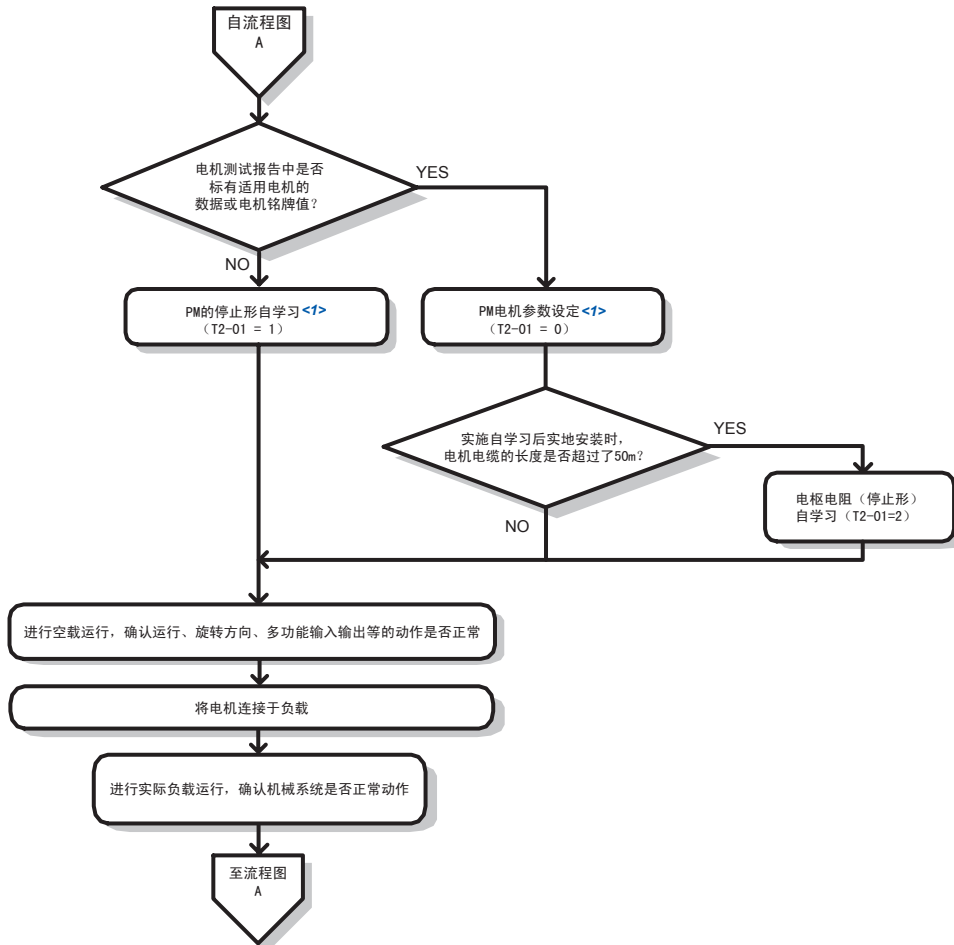 自流程图
A
电机测试报告中是否
标有适用电机的
数据或电机铭牌值？
YES
NO
PM的停止形自学习<1>
（T2-01 = 1）
PM电机参数设定<1>
（T2-01 = 0）
实施自学习后实地安装时，
电机电缆的长度是否超过了50m？
YES
NO
电枢电阻（停止形）
自学习（T2-01=2）
进行空载运行，确认运行、旋转方向、多功能输入输出等的动作是否正常
将电机连接于负载
进行实际负载运行，确认机械系统是否正常动作
至流程图
A